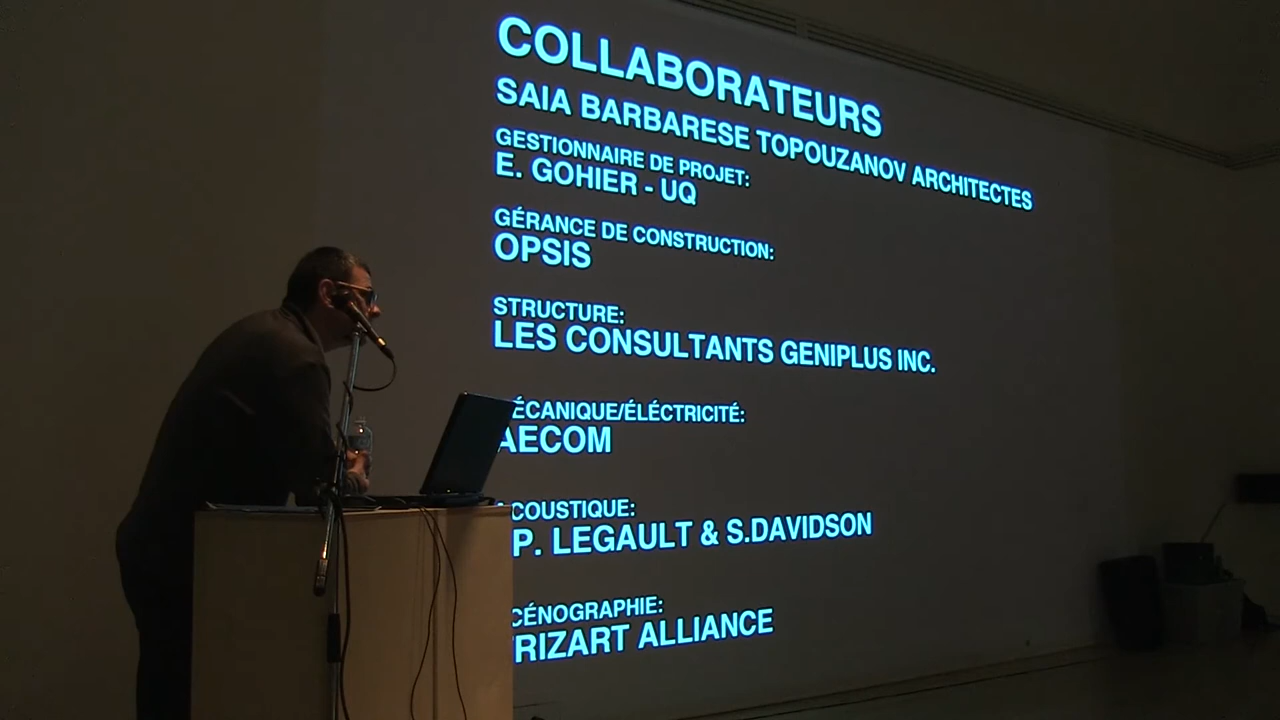 COLLABORATEURS
SAIA BARBARESE TOPOUZANOV ARCHITECTES
GESTIONNAIRE DE PROJET:
E. GOHIER - UQ
GÉRANCE DE CONSTRUCTION:
OPSIS
STRUCTURE:
LES CONSULTANTS GENIPLUS INC.
ÉCANIQUE/ÉLÉCTRICITÉ:
AECOM
COUSTIQUE:
P. LEGAULT & S.DAVIDSON
CÉNOGRAPHIE:
RIZART ALLIANCE